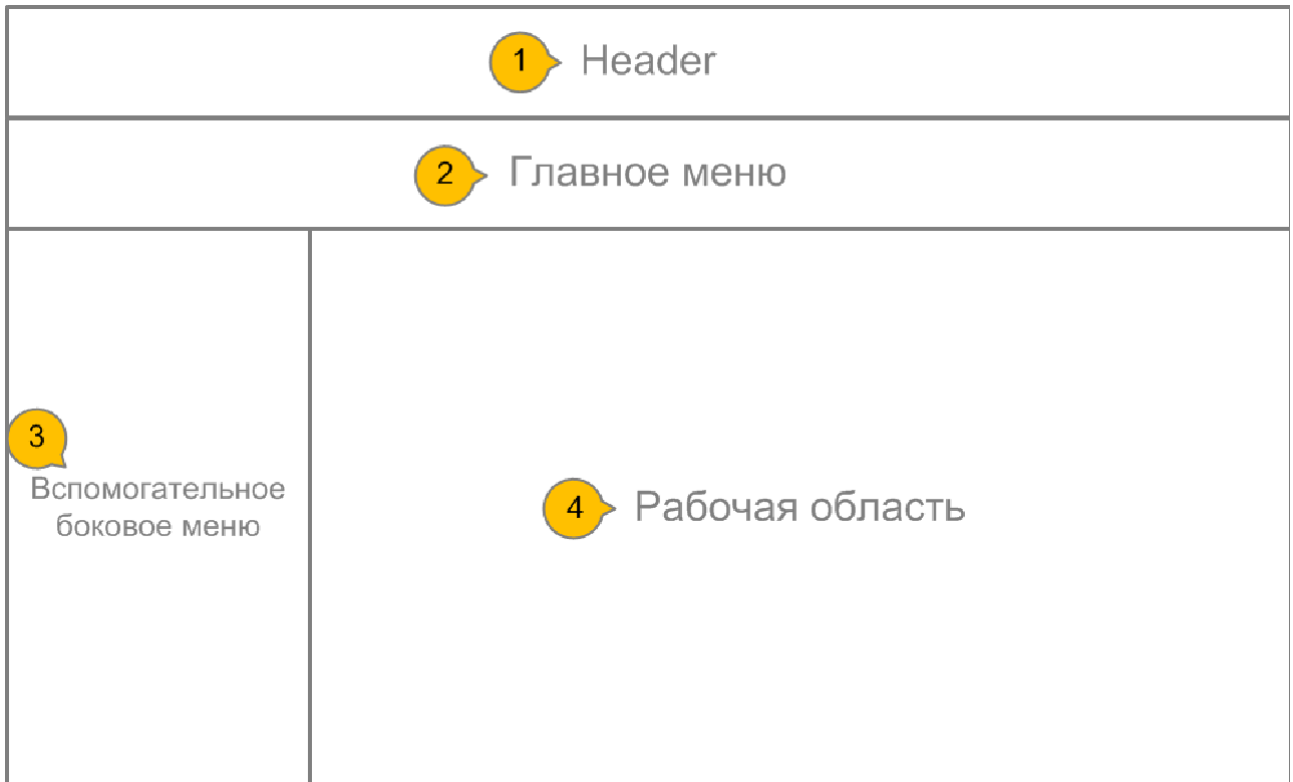 1 Header
2 Главное меню
3
Вспомогательное
боковое меню
4 Рабочая область